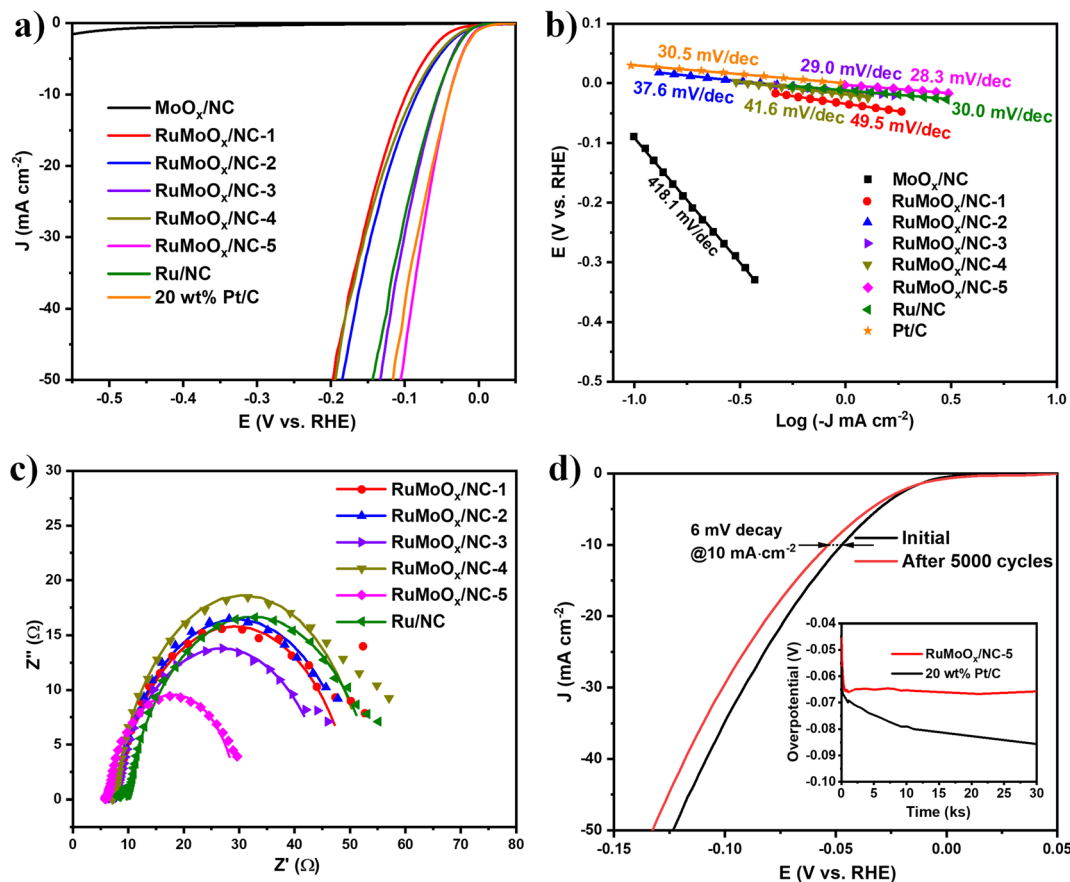 a)
0
-10
-20
-30
-40
-50
J (mA cm⁻²)
MoOₓ/NC
RuMoOₓ/NC-1
RuMoOₓ/NC-2
RuMoOₓ/NC-3
RuMoOₓ/NC-4
RuMoOₓ/NC-5
Ru/NC
20 wt% Pt/C
-0.5 -0.4 -0.3 -0.2 -0.1 0.0
E (V vs. RHE)
b)
0.1
0.0
-0.1
-0.2
-0.3
-0.4
-0.5
E (V vs. RHE)
30.5 mV/dec
29.0 mV/dec
28.3 mV/dec
37.6 mV/dec
41.6 mV/dec
49.5 mV/dec
30.0 mV/dec
418.1 mV/dec
MoOₓ/NC
RuMoOₓ/NC-1
RuMoOₓ/NC-2
RuMoOₓ/NC-3
RuMoOₓ/NC-4
RuMoOₓ/NC-5
Ru/NC
Pt/C
-1.0 -0.5 0.0 0.5 1.0
Log (-J mA cm⁻²)
c)
30
25
20
15
10
5
0
Z'' (Ω)
RuMoOₓ/NC-1
RuMoOₓ/NC-2
RuMoOₓ/NC-3
RuMoOₓ/NC-4
RuMoOₓ/NC-5
Ru/NC
0 10 20 30 40 50 60 70 80
Z' (Ω)
d)
0
-10
-20
-30
-40
-50
J (mA cm⁻²)
6 mV decay
@10 mA·cm⁻²
Initial
After 5000 cycles
-0.04
-0.05
-0.06
-0.07
-0.08
-0.09
-0.10
Overpotential (V)
RuMoOₓ/NC-5
20 wt% Pt/C
0 5 10 15 20 25 30
Time (ks)
-0.15 -0.10 -0.05 0.00 0.05
E (V vs. RHE)